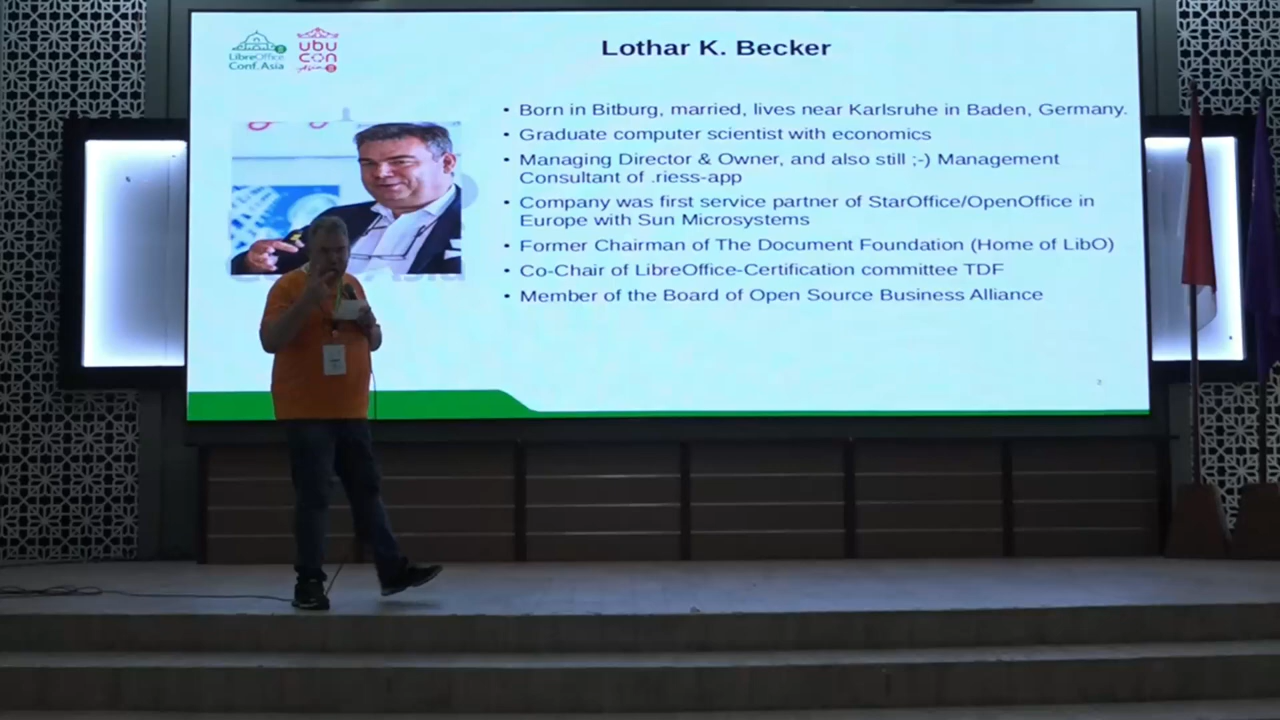 LibreOffice
Conf.Asia
ubu
con
Asia
Lothar K. Becker
• Born in Bitburg, married, lives near Karlsruhe in Baden, Germany.
• Graduate computer scientist with economics
• Managing Director & Owner, and also still ;-) Management
Consultant of .riess-app
• Company was first service partner of StarOffice/OpenOffice in
Europe with Sun Microsystems
• Former Chairman of The Document Foundation (Home of LibO)
• Co-Chair of LibreOffice-Certification committee TDF
• Member of the Board of Open Source Business Alliance
2